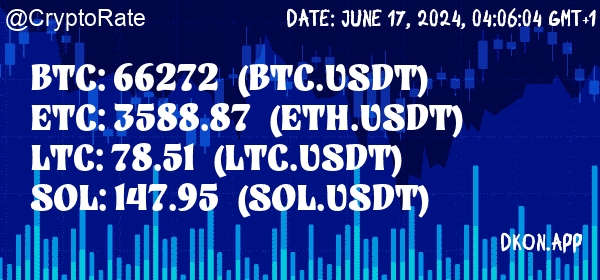 @CryptoRate
DATE: JUNE 17, 2024, 04:06:04 GMT+1
BTC: 66272 (BTC.USDT)
ETC: 3588.87 (ETH.USDT)
LTC: 78.51 (LTC.USDT)
SOL: 147.95 (SOL.USDT)
DKON.APP